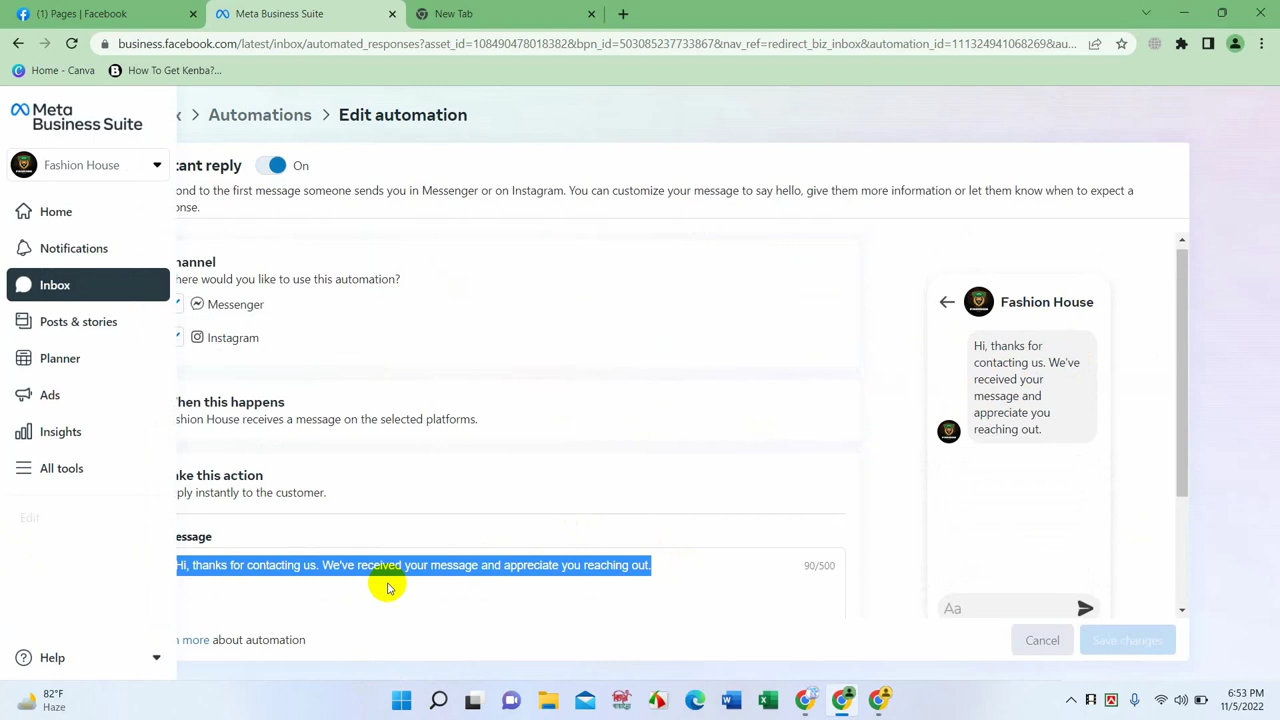 (1) Pages | Facebook
Meta Business Suite
New Tab
business.facebook.com/latest/inbox/automated_responses?asset_id=108490478018382&bpn_id=503085237733867&nav_ref=redirect_biz_inbox&automation_id=111324941068269&au...
Home - Canva
How To Get Kenba?...
Meta
Business Suite
Fashion House
Home
Notifications
Inbox
Posts & stories
Planner
Ads
Insights
All tools
Edit
Help
x > Automations > Edit automation
tant reply On
pond to the first message someone sends you in Messenger or on Instagram. You can customize your message to say hello, give them more information or let them know when to expect a
onse.
hannel
here would you like to use this automation?
Messenger
Instagram
hen this happens
shion House receives a message on the selected platforms.
ake this action
ply instantly to the customer.
essage
Hi, thanks for contacting us. We've received your message and appreciate you reaching out.
90/500
n more about automation
Fashion House
Hi, thanks for
contacting us. We've
received your
message and
appreciate you
reaching out.
Aa
Cancel
Save changes
82°F
Haze
6:53 PM
11/5/2022